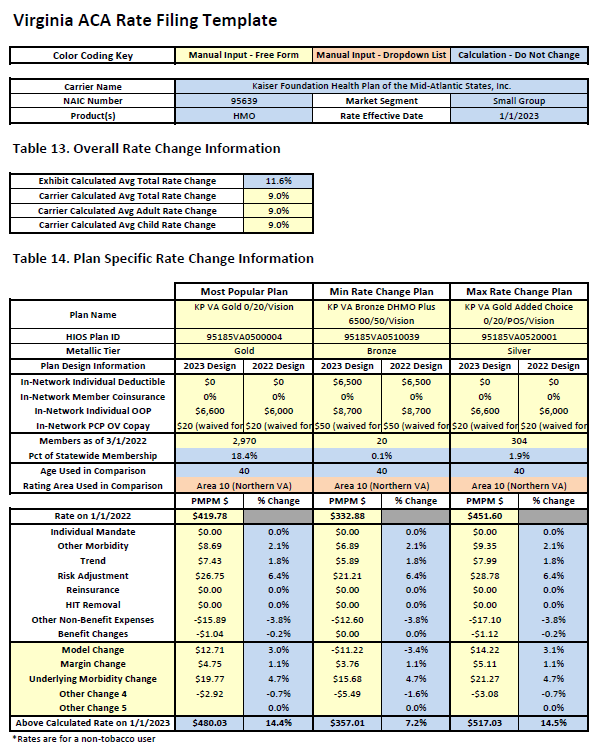 Virginia ACA Rate Filing Template
Color Coding Key Manual Input - Free Form Manual Input - Dropdown List Calculation - Do Not Change
Carrier Name Kaiser Foundation Health Plan of the Mid-Atlantic States, Inc.
NAIC Number 95639 Market Segment Small Group
Product(s) HMO Rate Effective Date 1/1/2023
Table 13. Overall Rate Change Information
Exhibit Calculated Avg Total Rate Change 11.6%
Carrier Calculated Avg Total Rate Change 9.0%
Carrier Calculated Avg Adult Rate Change 9.0%
Carrier Calculated Avg Child Rate Change 9.0%
Table 14. Plan Specific Rate Change Information
Most Popular Plan Min Rate Change Plan Max Rate Change Plan
Plan Name KP VA Gold 0/20/Vision KP VA Bronze DHMO Plus 6500/50/Vision KP VA Gold Added Choice 0/20/POS/Vision
HIOS Plan ID 95185VA0500004 95185VA0510039 95185VA0520001
Metallic Tier Gold Bronze Silver
Plan Design Information 2023 Design 2022 Design 2023 Design 2022 Design 2023 Design 2022 Design
In-Network Individual Deductible $0 $0 $6,500 $6,500 $0 $0
In-Network Member Coinsurance 0% 0% 0% 0% 0% 0%
In-Network Individual OOP $6,600 $6,000 $8,700 $8,700 $6,600 $6,000
In-Network PCP OV Copay $20 (waived for $20 (waived for $50 (waived for $50 (waived for $20 (waived for $20 (waived for
Members as of 3/1/2022 2,970 20 304
Pct of Statewide Membership 18.4% 0.1% 1.9%
Age Used in Comparison 40 40 40
Rating Area Used in Comparison Area 10 (Northern VA) Area 10 (Northern VA) Area 10 (Northern VA)
PMPM $ % Change PMPM $ % Change PMPM $ % Change
Rate on 1/1/2022 $419.78 $332.88 $451.60
Individual Mandate $0.00 0.0% $0.00 0.0% $0.00 0.0%
Other Morbidity $8.69 2.1% $6.89 2.1% $9.35 2.1%
Trend $7.43 1.8% $5.89 1.8% $7.99 1.8%
Risk Adjustment $26.75 6.4% $21.21 6.4% $28.78 6.4%
Reinsurance $0.00 0.0% $0.00 0.0% $0.00 0.0%
HIT Removal $0.00 0.0% $0.00 0.0% $0.00 0.0%
Other Non-Benefit Expenses -$15.89 -3.8% -$12.60 -3.8% -$17.10 -3.8%
Benefit Changes -$1.04 -0.2% $0.00 0.0% -$1.12 -0.2%
Model Change $12.71 3.0% -$11.22 -3.4% $14.22 3.1%
Margin Change $4.75 1.1% $3.76 1.1% $5.11 1.1%
Underlying Morbidity Change $19.77 4.7% $15.68 4.7% $21.27 4.7%
Other Change 4 -$2.92 -0.7% -$5.49 -1.6% -$3.08 -0.7%
Other Change 5 0.0% 0.0% 0.0%
Above Calculated Rate on 1/1/2023 $480.03 14.4% $357.01 7.2% $517.03 14.5%
*Rates are for a non-tobacco user